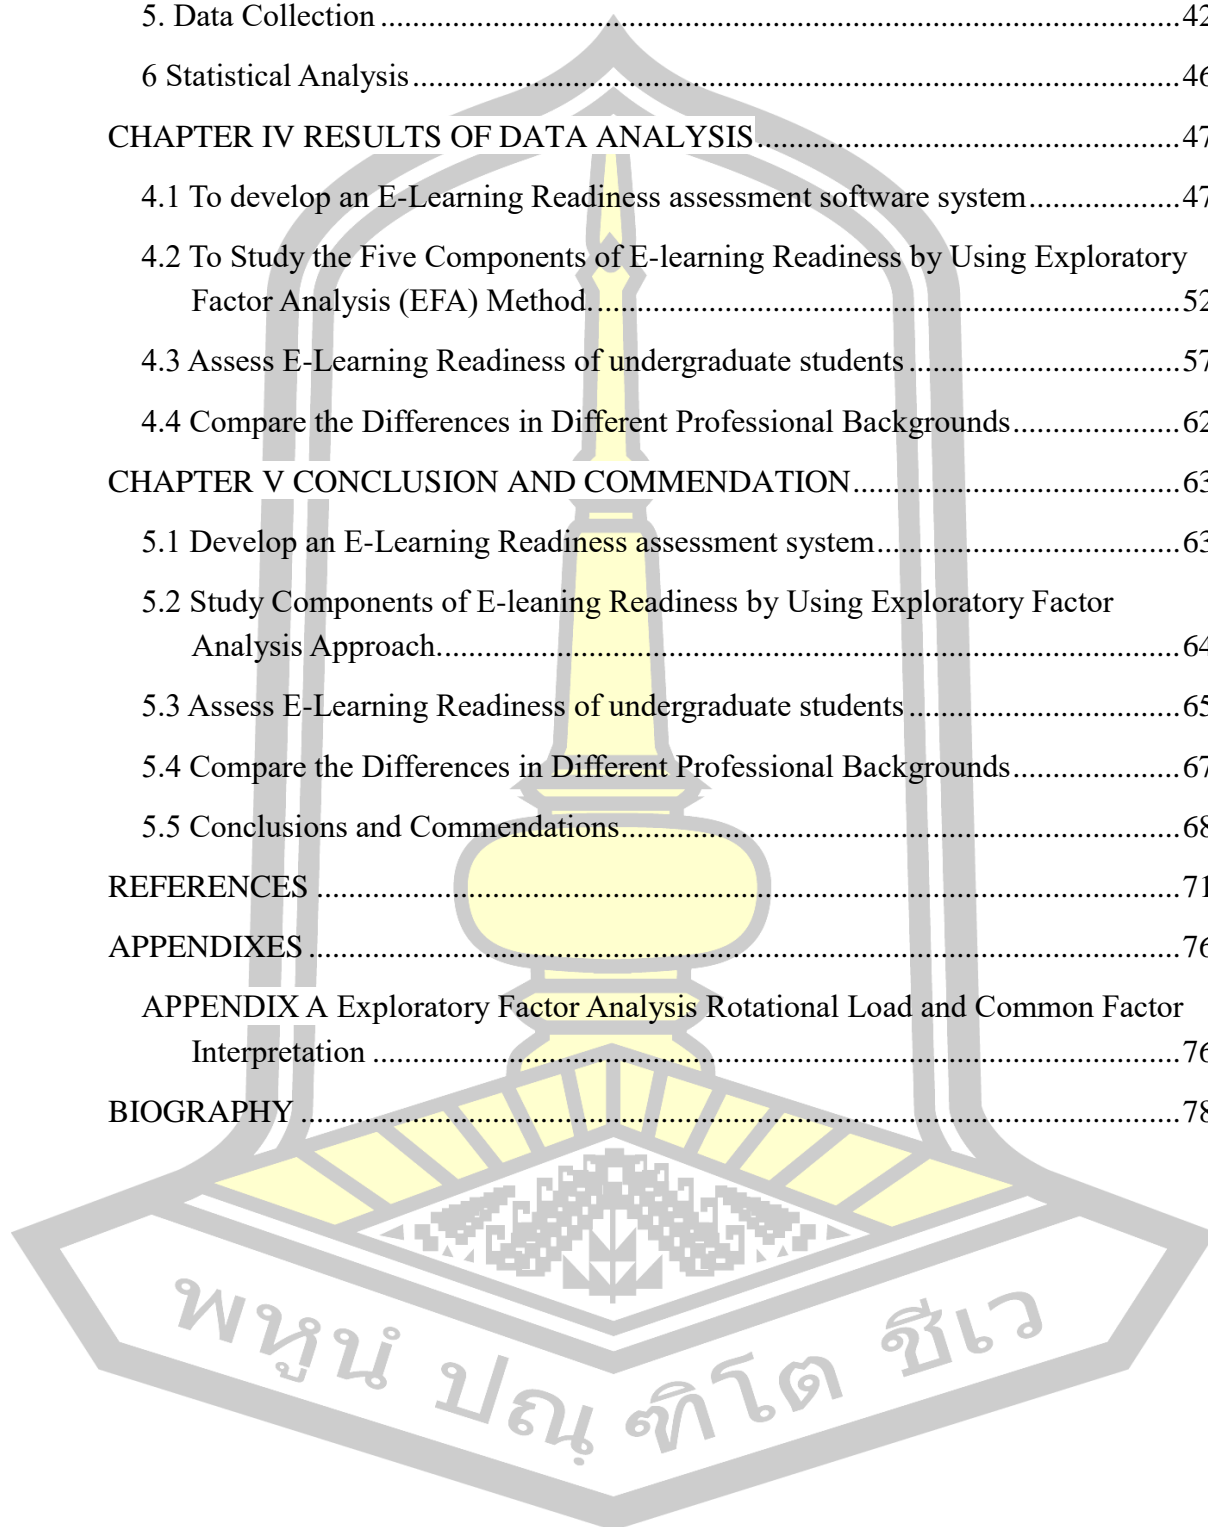 5. Data Collection ........ 42
6 Statistical Analysis ........ 46
CHAPTER IV RESULTS OF DATA ANALYSIS ........ 47
4.1 To develop an E-Learning Readiness assessment software system ........ 47
4.2 To Study the Five Components of E-learning Readiness by Using Exploratory
Factor Analysis (EFA) Method. ........ 52
4.3 Assess E-Learning Readiness of undergraduate students ........ 57
4.4 Compare the Differences in Different Professional Backgrounds ........ 62
CHAPTER V CONCLUSION AND COMMENDATION ........ 63
5.1 Develop an E-Learning Readiness assessment system ........ 63
5.2 Study Components of E-leaning Readiness by Using Exploratory Factor
Analysis Approach. ........ 64
5.3 Assess E-Learning Readiness of undergraduate students ........ 65
5.4 Compare the Differences in Different Professional Backgrounds ........ 67
5.5 Conclusions and Commendations ........ 68
REFERENCES ........ 71
APPENDIXES ........ 76
APPENDIX A Exploratory Factor Analysis Rotational Load and Common Factor
Interpretation ........ 76
BIOGRAPHY ........ 78
พหูนํ ปณฺฑิโต ชีเว